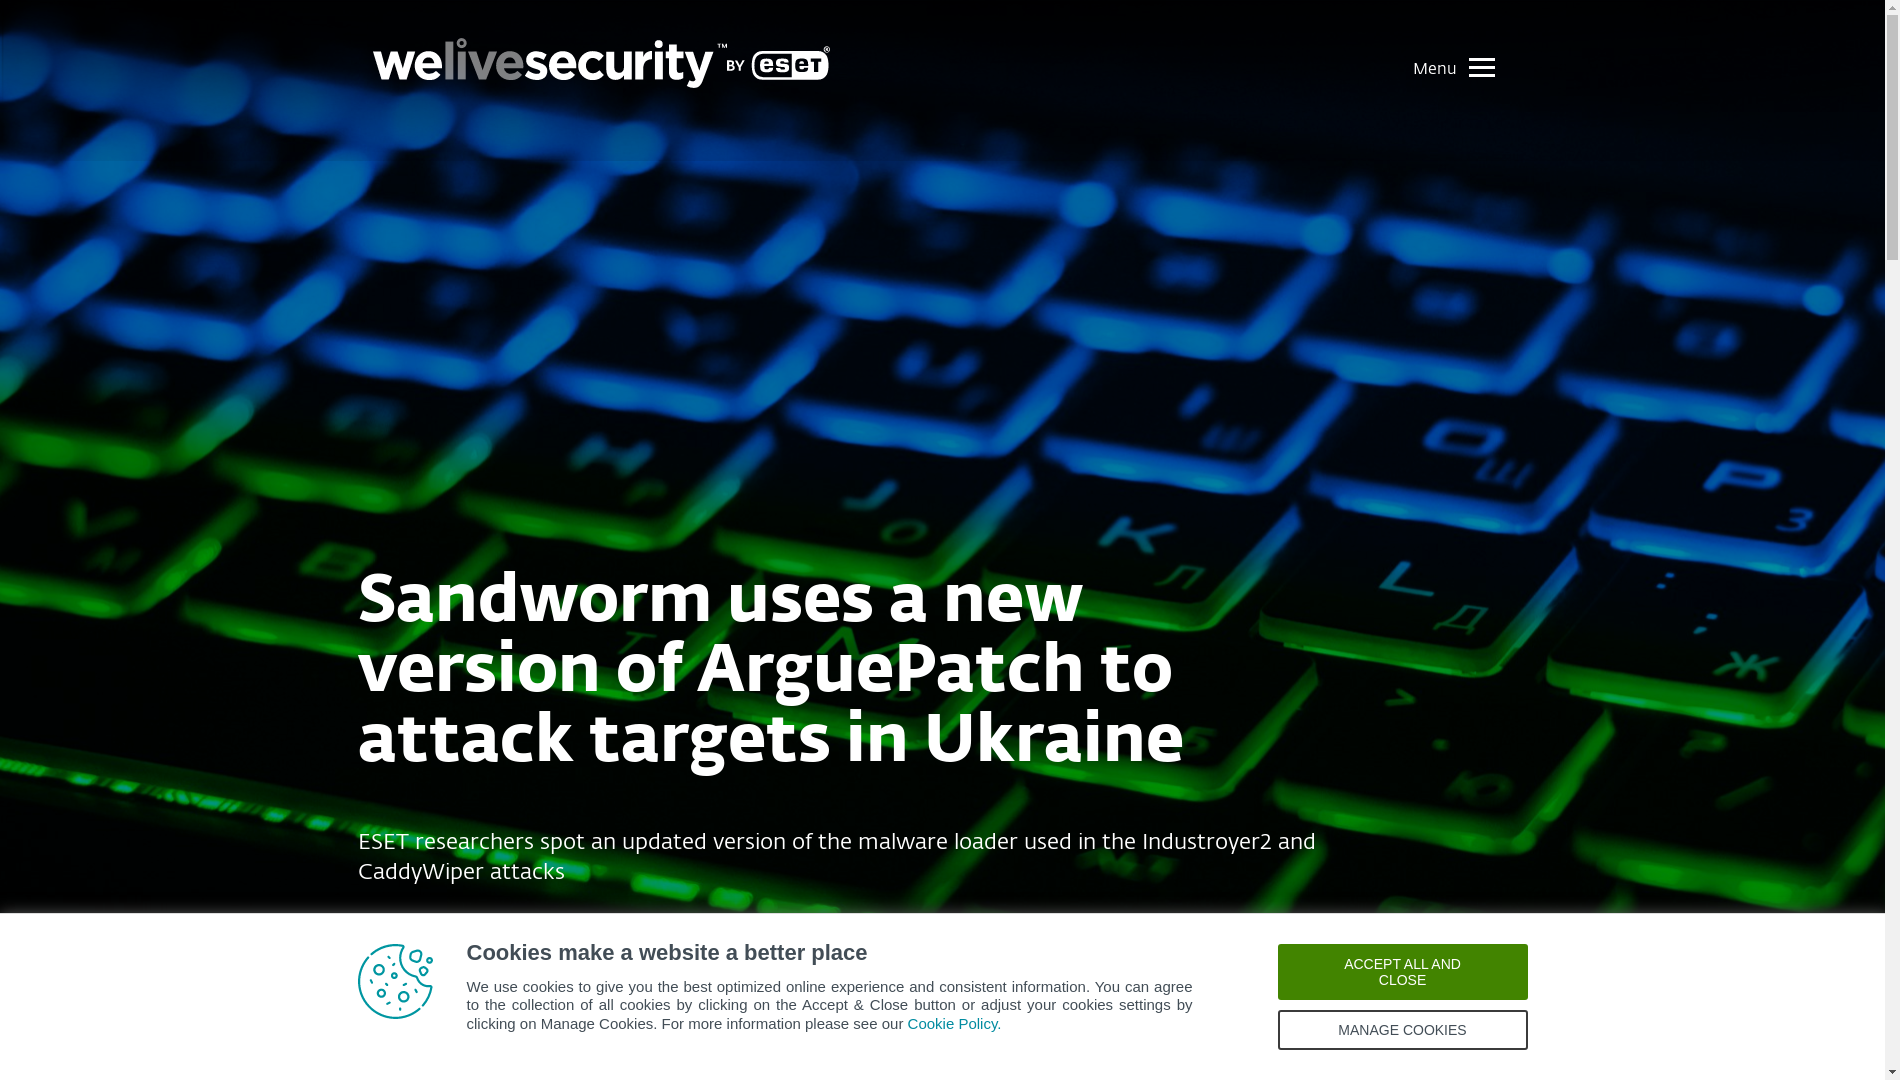 welivesecurity™ BY eset®
Menu
Sandworm uses a new
version of ArguePatch to
attack targets in Ukraine
ESET researchers spot an updated version of the malware loader used in the Industroyer2 and
CaddyWiper attacks
Cookies make a website a better place
We use cookies to give you the best optimized online experience and consistent information. You can agree
to the collection of all cookies by clicking on the Accept & Close button or adjust your cookies settings by
clicking on Manage Cookies. For more information please see our Cookie Policy.
ACCEPT ALL AND
CLOSE
MANAGE COOKIES